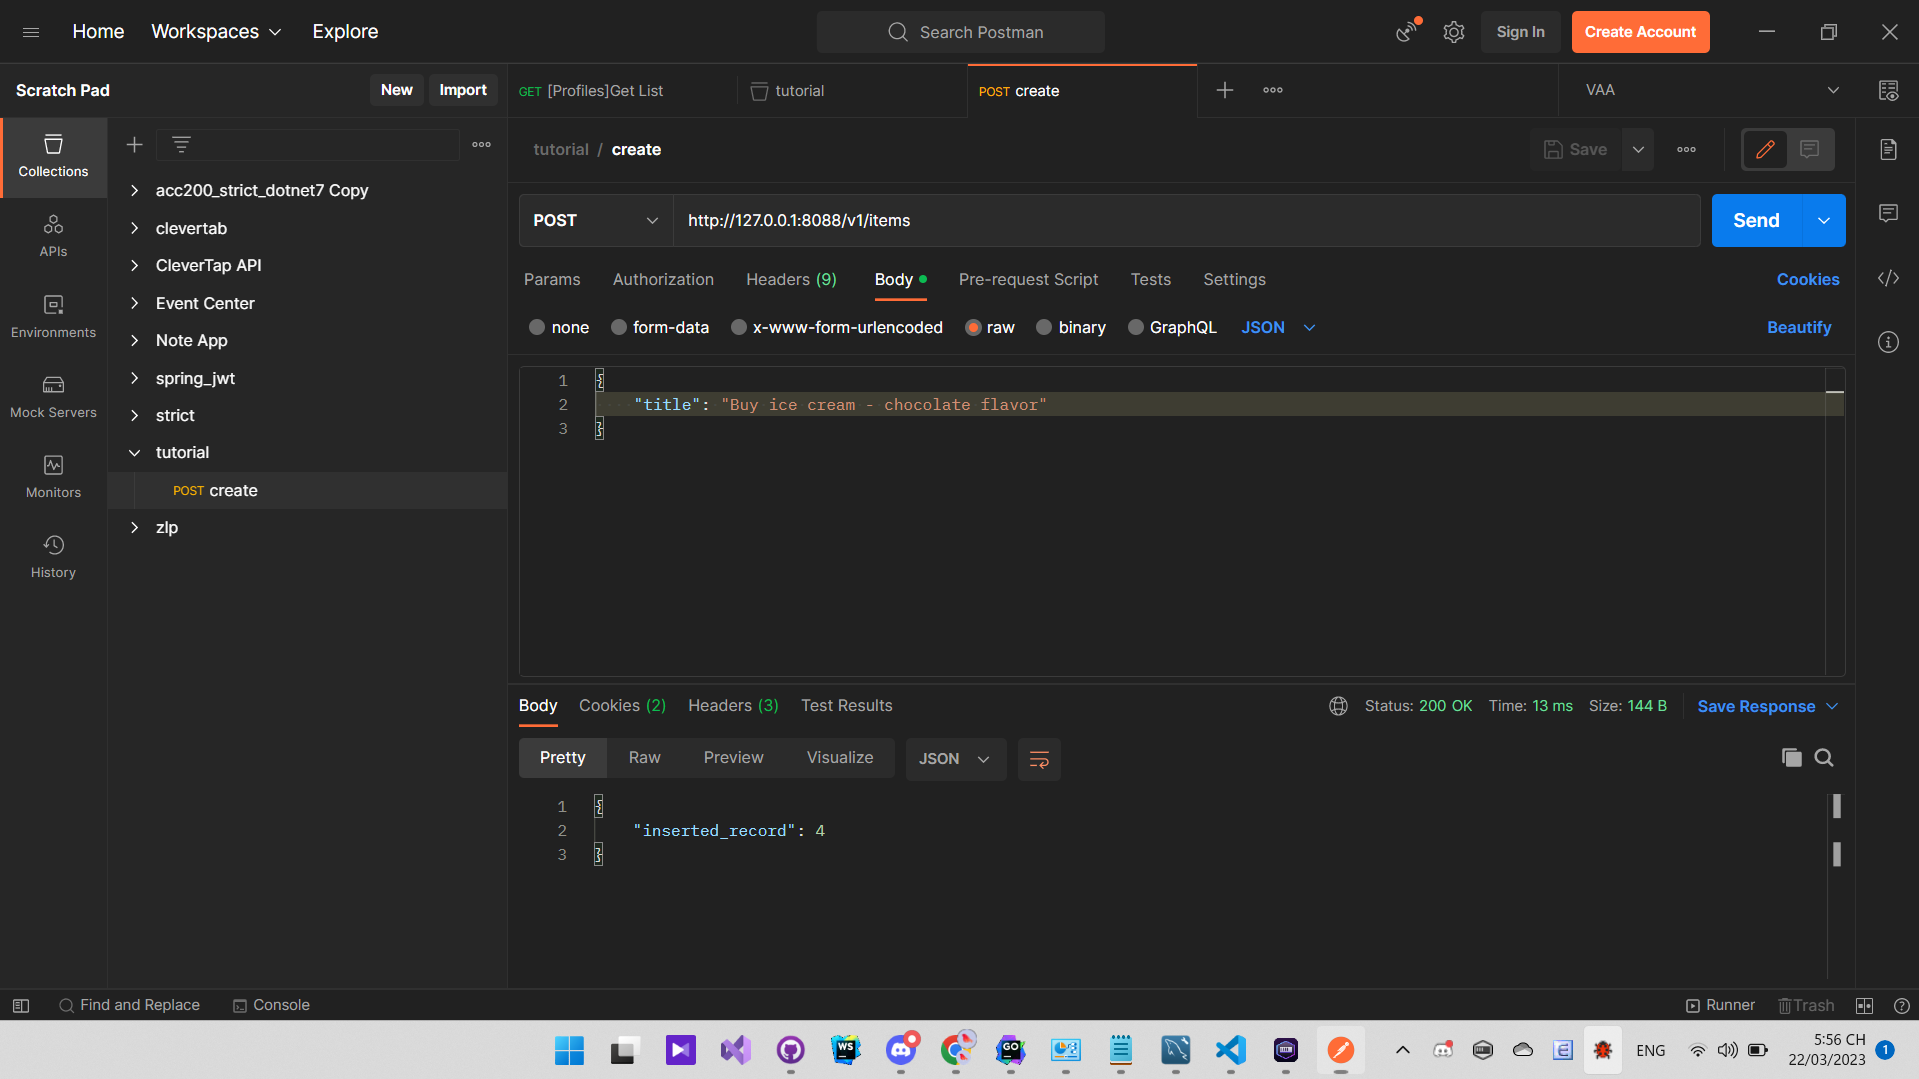 Home Workspaces Explore Search Postman Sign In Create Account
Scratch Pad New Import GET [Profiles]Get List tutorial POST create VAA
tutorial / create Save
Collections
APIs
Environments
Mock Servers
Monitors
History
acc200_strict_dotnet7 Copy
clevertab
CleverTap API
Event Center
Note App
spring_jwt
strict
tutorial
POST create
zlp
POST http://127.0.0.1:8088/v1/items Send
Params Authorization Headers (9) Body Pre-request Script Tests Settings Cookies
none form-data x-www-form-urlencoded raw binary GraphQL JSON Beautify
1 {
2 "title": "Buy ice cream - chocolate flavor"
3 }
Body Cookies (2) Headers (3) Test Results Status: 200 OK Time: 13 ms Size: 144 B Save Response
Pretty Raw Preview Visualize JSON
1 {
2 "inserted_record": 4
3 }
Find and Replace Console Runner Trash
WS GO ENG 5:56 CH 1
22/03/2023